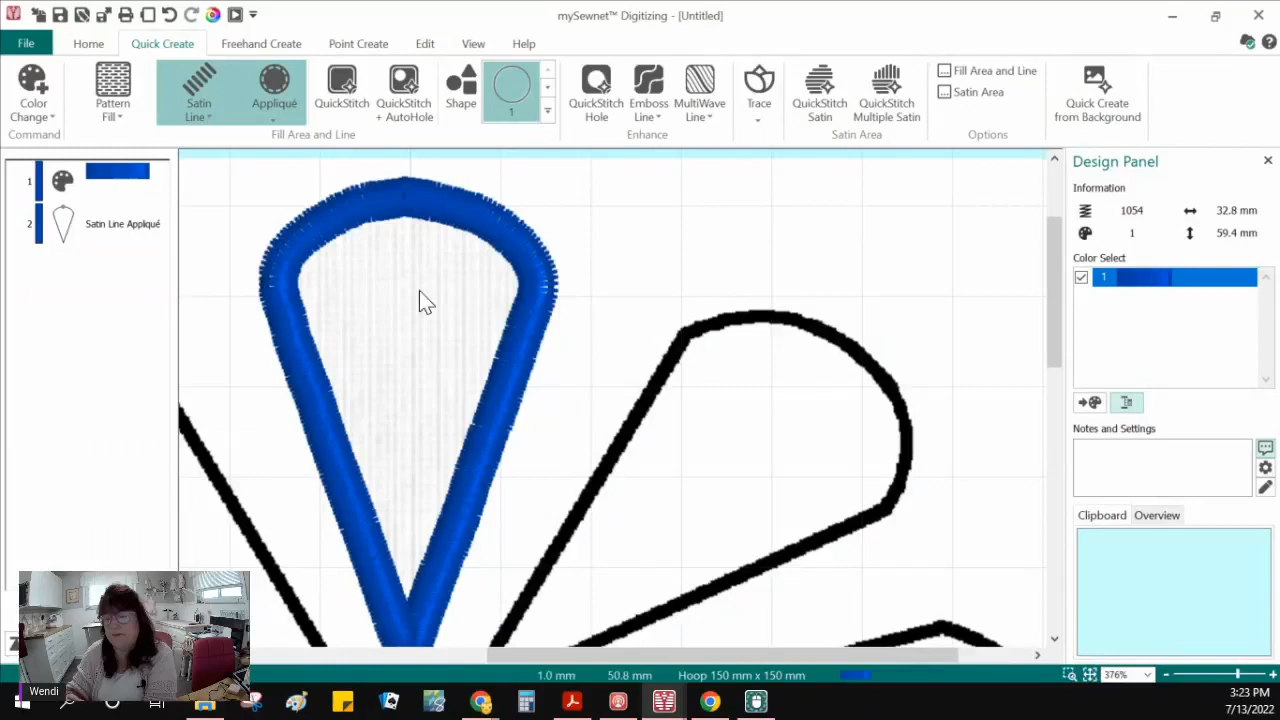 mySewnet™ Digitizing - [Untitled]
File
Home
Quick Create
Freehand Create
Point Create
Edit
View
Help
Color Change
Pattern Fill
Satin Line
Appliqué
QuickStitch
QuickStitch + AutoHole
Shape
1
QuickStitch Hole
Emboss Line
MultiWave Line
Trace
QuickStitch Satin
QuickStitch Multiple Satin
Fill Area and Line
Satin Area
Quick Create from Background
Command
Fill Area and Line
Enhance
Satin Area
Options
1
2
Satin Line Appliqué
Design Panel
Information
1054
32.8 mm
1
59.4 mm
Color Select
1
Notes and Settings
Clipboard
Overview
Wendi
1.0 mm
50.8 mm
Hoop 150 mm x 150 mm
376%
3:23 PM
7/13/2022